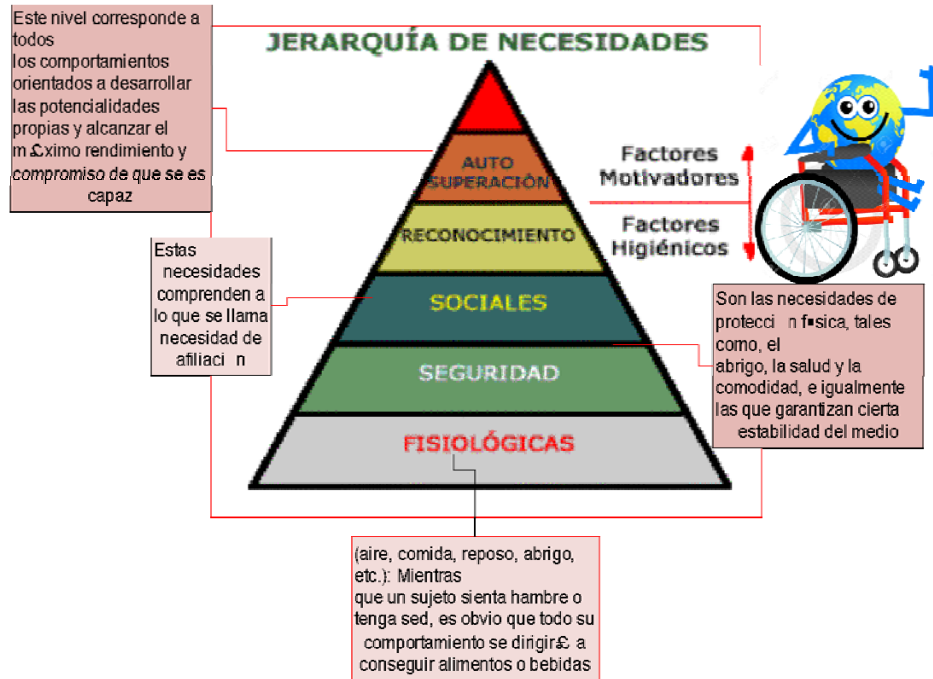 Este nivel corresponde a
todos
los comportamientos
orientados a desarrollar
las potencialidades
propias y alcanzar el
m £ximo rendimiento y
compromiso de que se es
capaz
JERARQUÍA DE NECESIDADES
AUTO
SUPERACIÓN
Factores
Motivadores
Factores
Higiénicos
RECONOCIMIENTO
Estas
necesidades
comprenden a
lo que se llama
necesidad de
afiliaci n
SOCIALES
Son las necesidades de
protecci n f▪sica, tales
como, el
abrigo, la salud y la
comodidad, e igualmente
las que garantizan cierta
estabilidad del medio
SEGURIDAD
FISIOLÓGICAS
(aire, comida, reposo, abrigo,
etc.): Mientras
que un sujeto sienta hambre o
tenga sed, es obvio que todo su
comportamiento se dirigir£ a
conseguir alimentos o bebidas